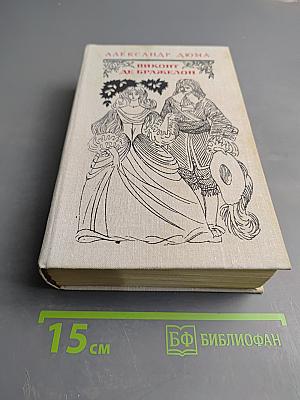 АЛЕКСАНДР ДЮМА
ВИКОНТ
ДЕ БРАЖЕЛОН
15 см
БФ БИБЛИОФАН